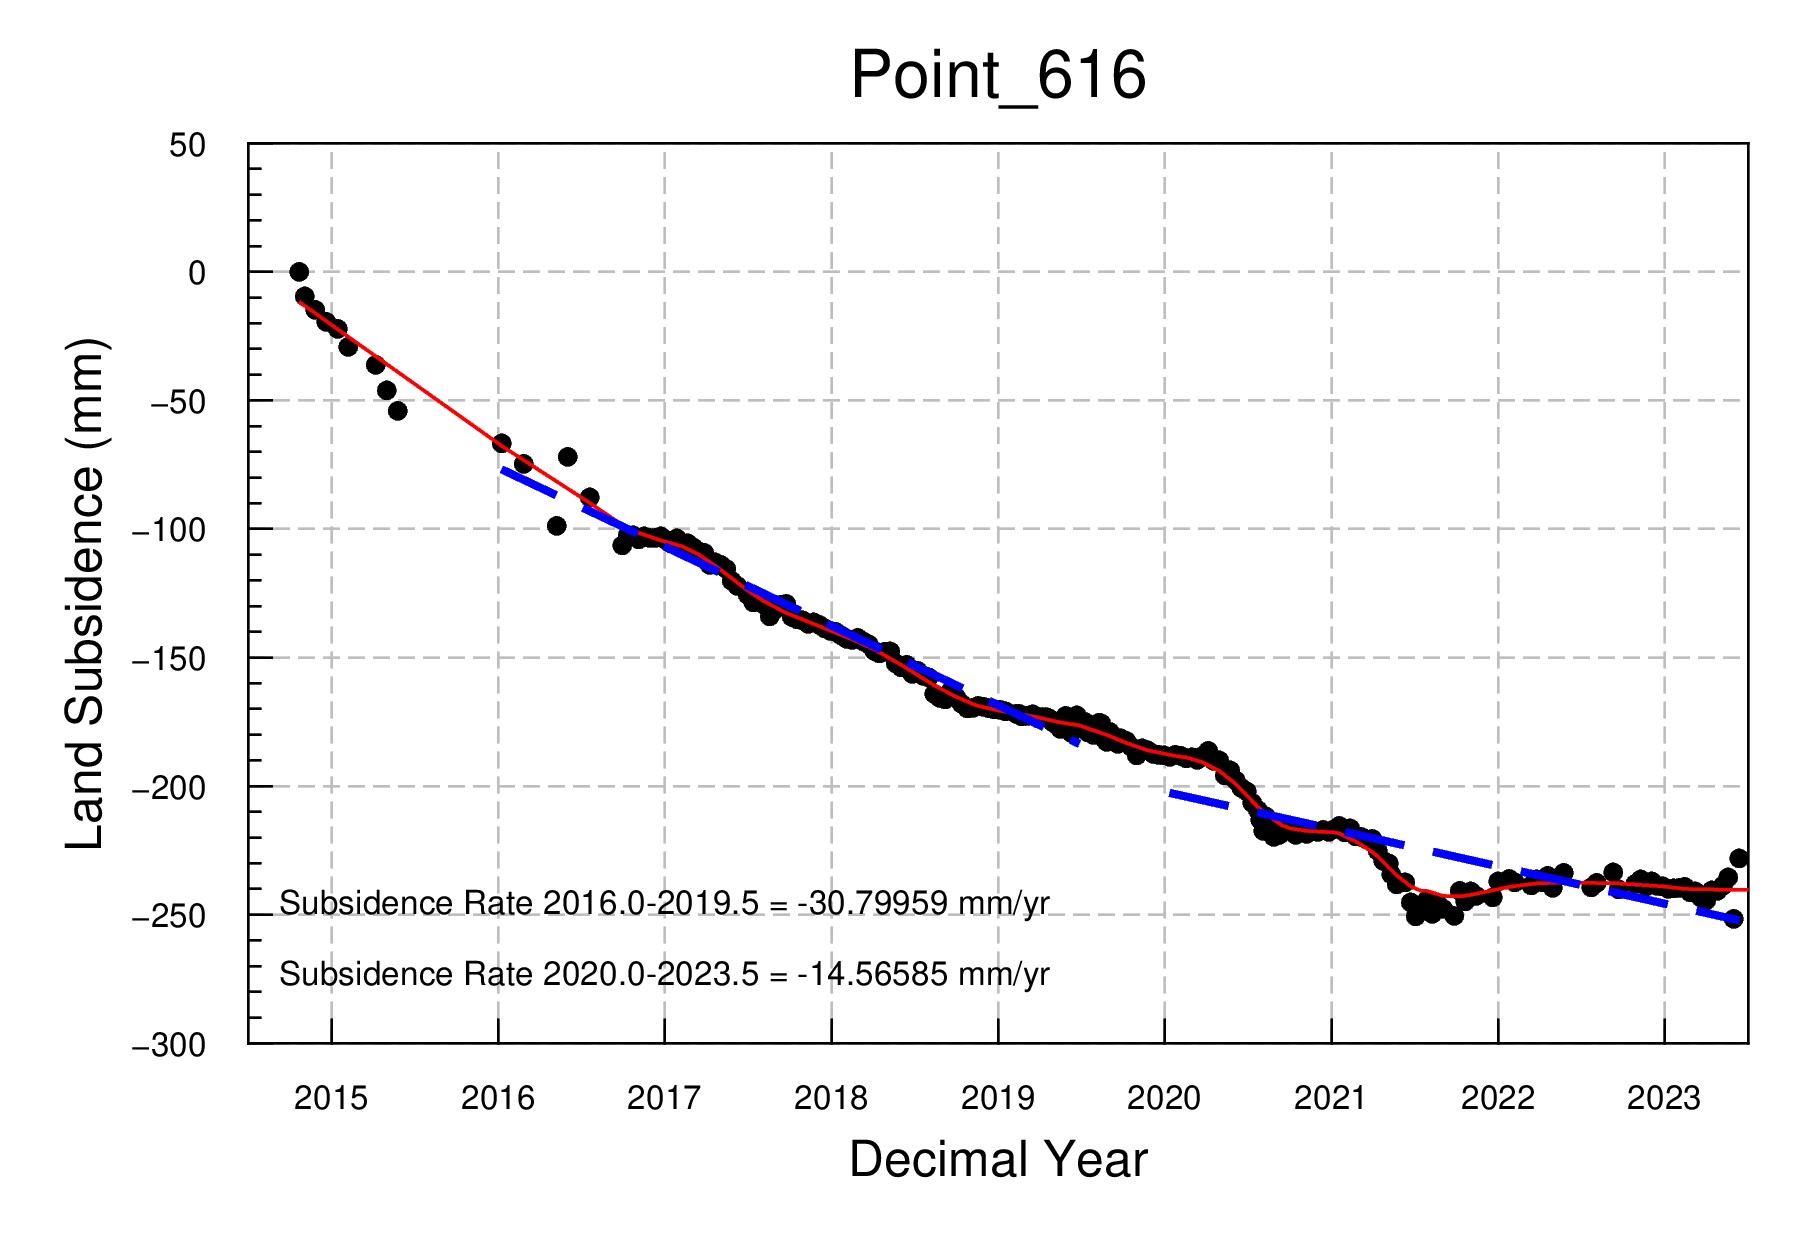 Point_616
50
0
−50
−100
−150
−200
−250
−300
Land Subsidence (mm)
Subsidence Rate 2016.0-2019.5 = -30.79959 mm/yr
Subsidence Rate 2020.0-2023.5 = -14.56585 mm/yr
2015 2016 2017 2018 2019 2020 2021 2022 2023
Decimal Year